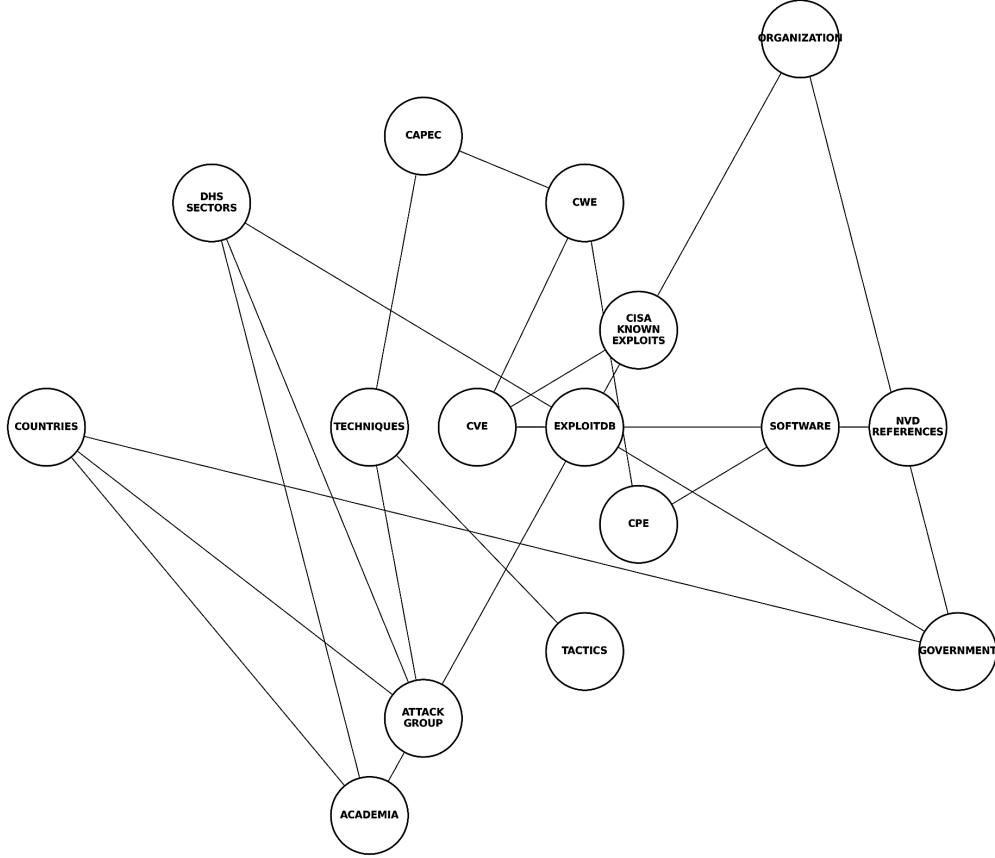 ORGANIZATION
CAPEC
DHS
SECTORS
CWE
CISA
KNOWN
EXPLOITS
COUNTRIES
TECHNIQUES
CVE
EXPLOITDB
SOFTWARE
NVD
REFERENCES
CPE
TACTICS
GOVERNMENT
ATTACK
GROUP
ACADEMIA